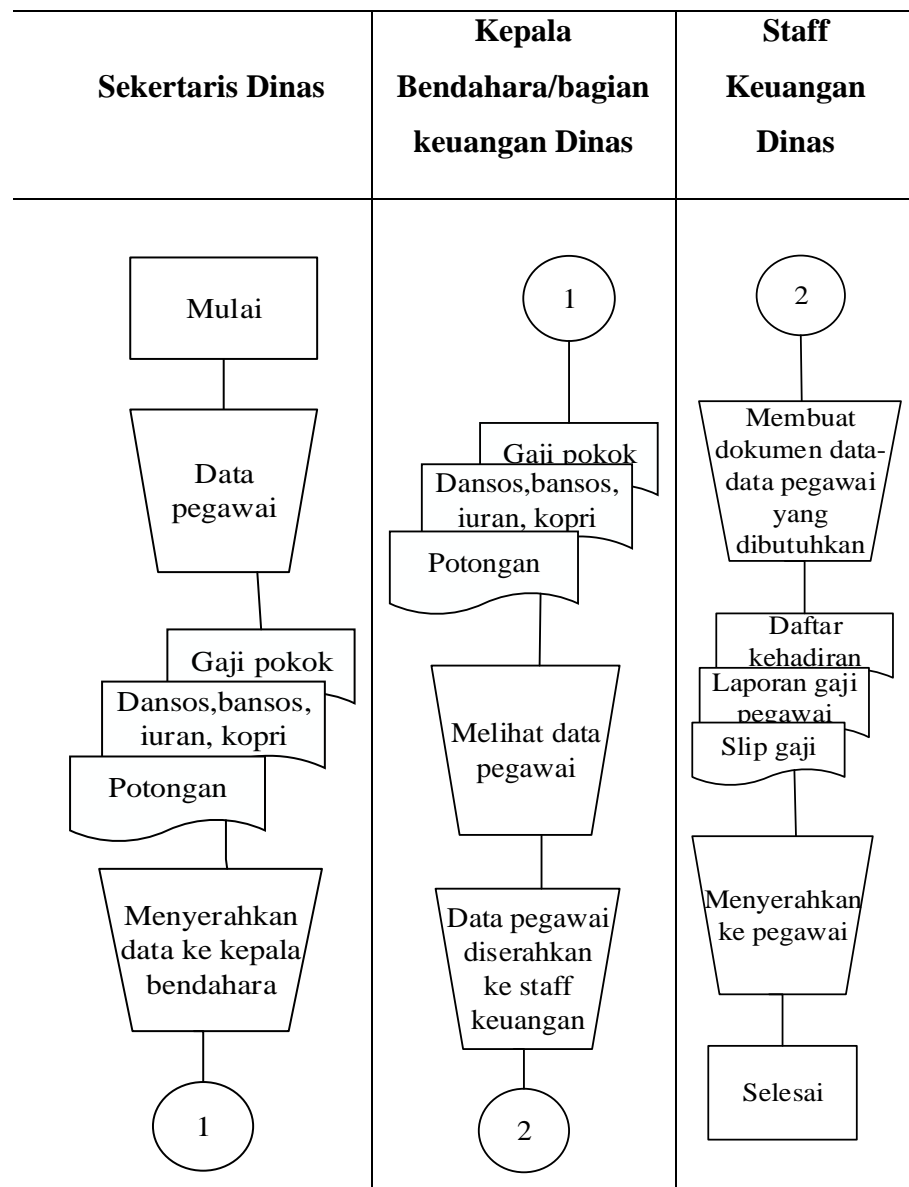 Sekertaris Dinas
Kepala
Bendahara/bagian
keuangan Dinas
Staff
Keuangan
Dinas
Mulai
Data
pegawai
Gaji pokok
Dansos,bansos,
iuran, kopri
Potongan
Menyerahkan
data ke kepala
bendahara
1
1
Gaji pokok
Dansos,bansos,
iuran, kopri
Potongan
Melihat data
pegawai
Data pegawai
diserahkan
ke staff
keuangan
2
2
Membuat
dokumen data-
data pegawai
yang
dibutuhkan
Daftar
kehadiran
Laporan gaji
pegawai
Slip gaji
Menyerahkan
ke pegawai
Selesai